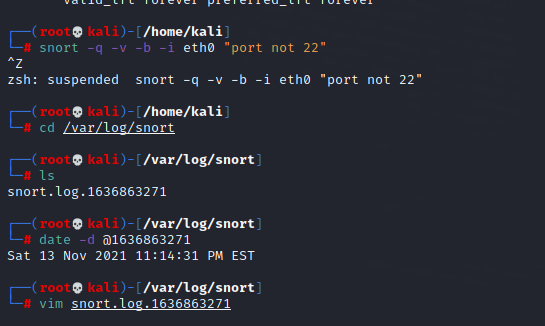 valid_lft forever preferred_lft forever
┌──(root💀kali)-[/home/kali]
└─# snort -q -v -b -i eth0 "port not 22"
^Z
zsh: suspended  snort -q -v -b -i eth0 "port not 22"
┌──(root💀kali)-[/home/kali]
└─# cd /var/log/snort
┌──(root💀kali)-[/var/log/snort]
└─# ls
snort.log.1636863271
┌──(root💀kali)-[/var/log/snort]
└─# date -d @1636863271
Sat 13 Nov 2021 11:14:31 PM EST
┌──(root💀kali)-[/var/log/snort]
└─# vim snort.log.1636863271